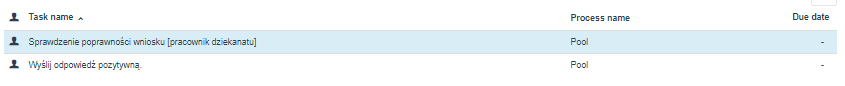 Task name Process name Due date
Sprawdzenie poprawności wniosku [pracownik dziekanatu] Pool -
Wyślij odpowiedź pozytywną. Pool -